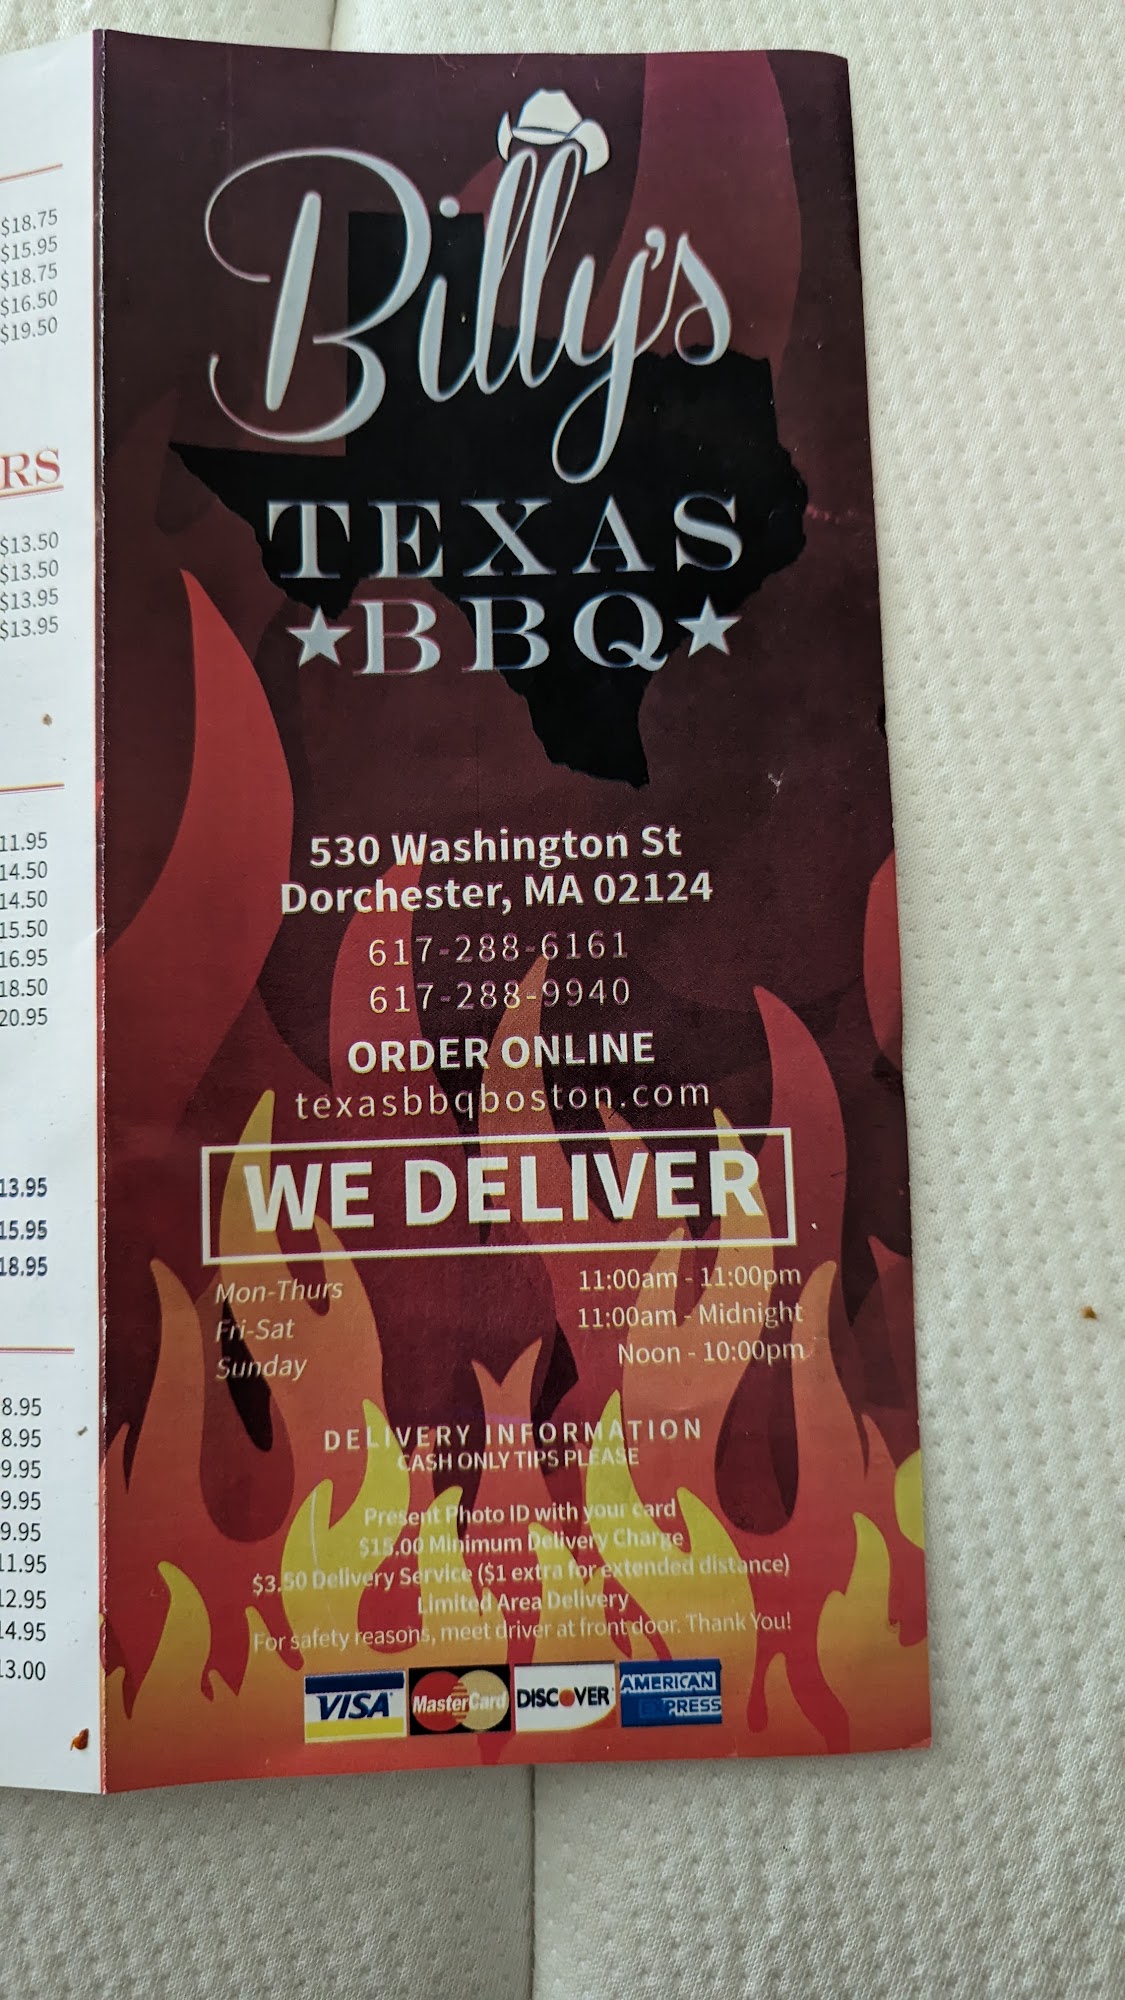 $18.75
$15.95
$18.75
$16.50
$19.50
RS
$13.50
$13.50
$13.95
$13.95
11.95
14.50
14.50
15.50
16.95
18.50
20.95
13.95
15.95
18.95
8.95
8.95
9.95
9.95
9.95
11.95
12.95
14.95
13.00
Billy's
TEXAS
★BBQ★
530 Washington St
Dorchester, MA 02124
617-288-6161
617-288-9940
ORDER ONLINE
texasbbqboston.com
WE DELIVER
Mon-Thurs 11:00am - 11:00pm
Fri-Sat 11:00am - Midnight
Sunday Noon - 10:00pm
DELIVERY INFORMATION
CASH ONLY TIPS PLEASE
Present Photo ID with your card
$15.00 Minimum Delivery Charge
$3.50 Delivery Service ($1 extra for extended distance)
Limited Area Delivery
For safety reasons, meet driver at front door. Thank You!
VISA MasterCard DISCOVER AMERICAN EXPRESS